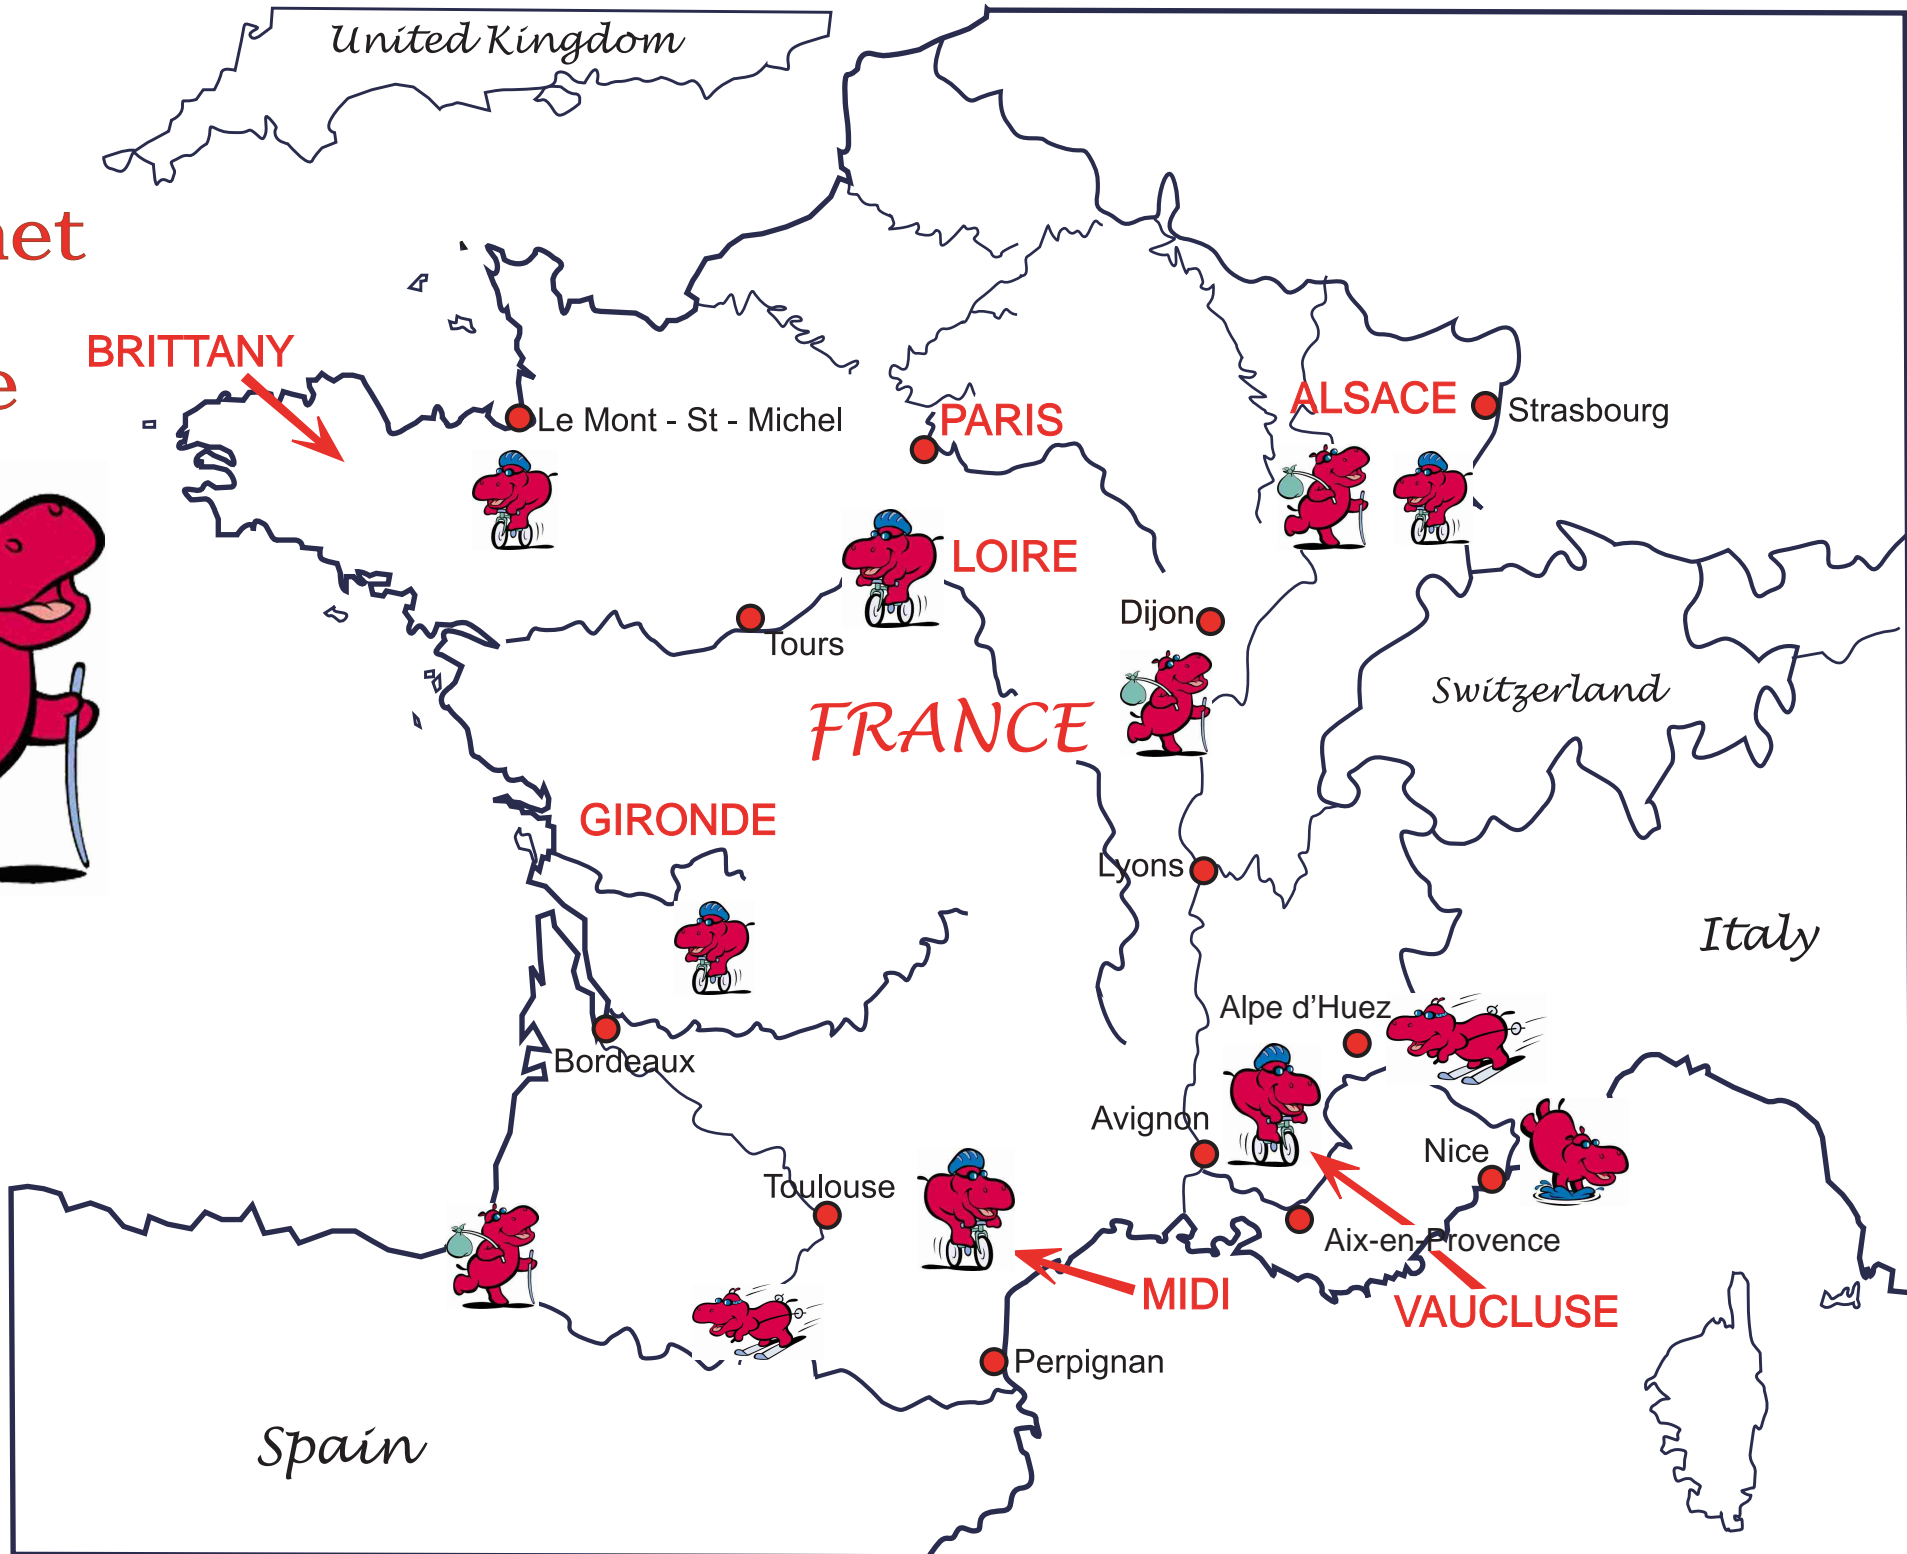 United Kingdom
BRITTANY
Le Mont - St - Michel
PARIS
ALSACE
Strasbourg
LOIRE
Tours
Dijon
Switzerland
FRANCE
GIRONDE
Lyons
Italy
Alpe d'Huez
Bordeaux
Avignon
Nice
Toulouse
Aix-en-Provence
MIDI
VAUCLUSE
Perpignan
Spain